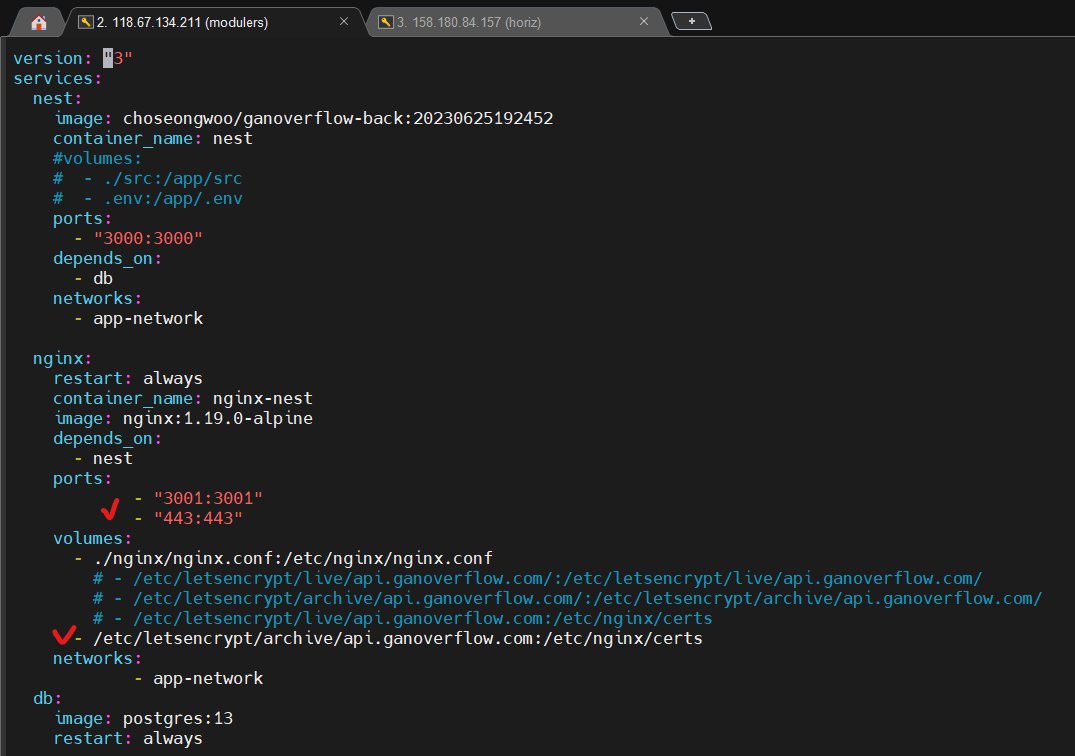 2. 118.67.134.211 (modulers)
3. 158.180.84.157 (horiz)
version: "3"
services:
  nest:
    image: choseongwoo/ganoverflow-back:20230625192452
    container_name: nest
    #volumes:
    #  - ./src:/app/src
    #  - .env:/app/.env
    ports:
      - "3000:3000"
    depends_on:
      - db
    networks:
      - app-network
  nginx:
    restart: always
    container_name: nginx-nest
    image: nginx:1.19.0-alpine
    depends_on:
      - nest
    ports:
            - "3001:3001"
            - "443:443"
    volumes:
      - ./nginx/nginx.conf:/etc/nginx/nginx.conf
        # - /etc/letsencrypt/live/api.ganoverflow.com/:/etc/letsencrypt/live/api.ganoverflow.com/
        # - /etc/letsencrypt/archive/api.ganoverflow.com/:/etc/letsencrypt/archive/api.ganoverflow.com/
        # - /etc/letsencrypt/live/api.ganoverflow.com:/etc/nginx/certs
      - /etc/letsencrypt/archive/api.ganoverflow.com:/etc/nginx/certs
    networks:
            - app-network
  db:
    image: postgres:13
    restart: always